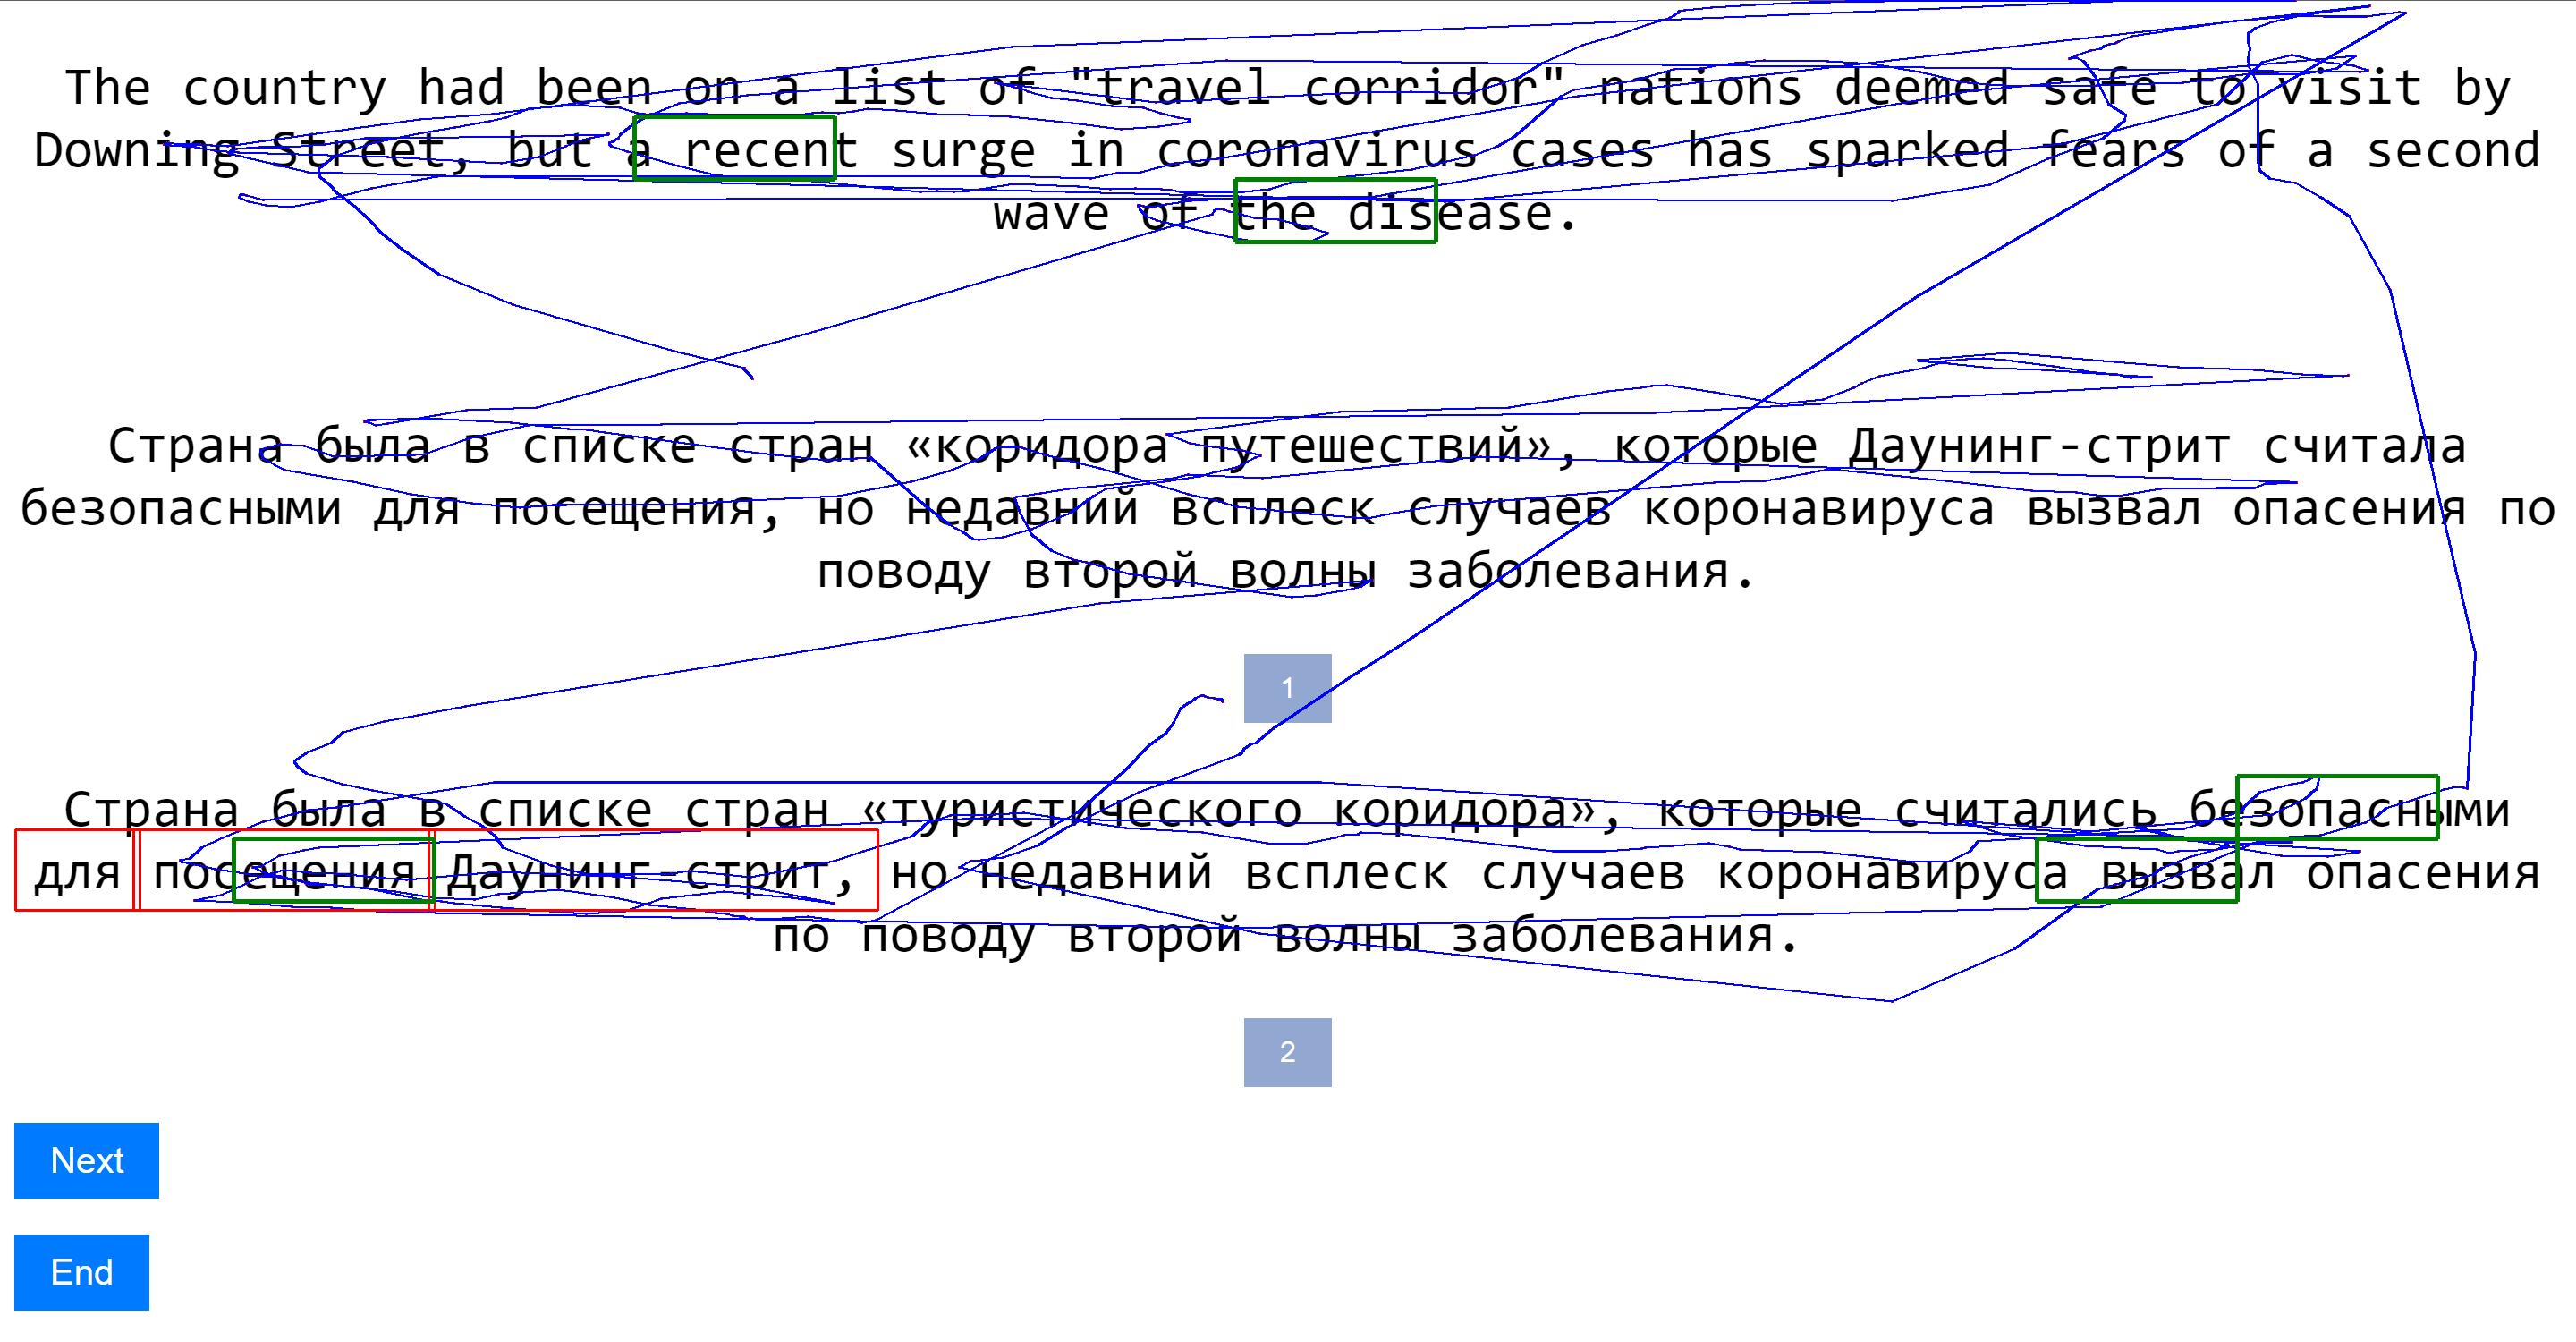 The country had been on a list of "travel corridor" nations deemed safe to visit by
Downing Street, but a recent surge in coronavirus cases has sparked fears of a second
wave of the disease.
Страна была в списке стран «коридора путешествий», которые Даунинг-стрит считала
безопасными для посещения, но недавний всплеск случаев коронавируса вызвал опасения по
поводу второй волны заболевания.
1
Страна была в списке стран «туристического коридора», которые считались безопасными
для посещения Даунинг-стрит, но недавний всплеск случаев коронавируса вызвал опасения
по поводу второй волны заболевания.
2
Next
End